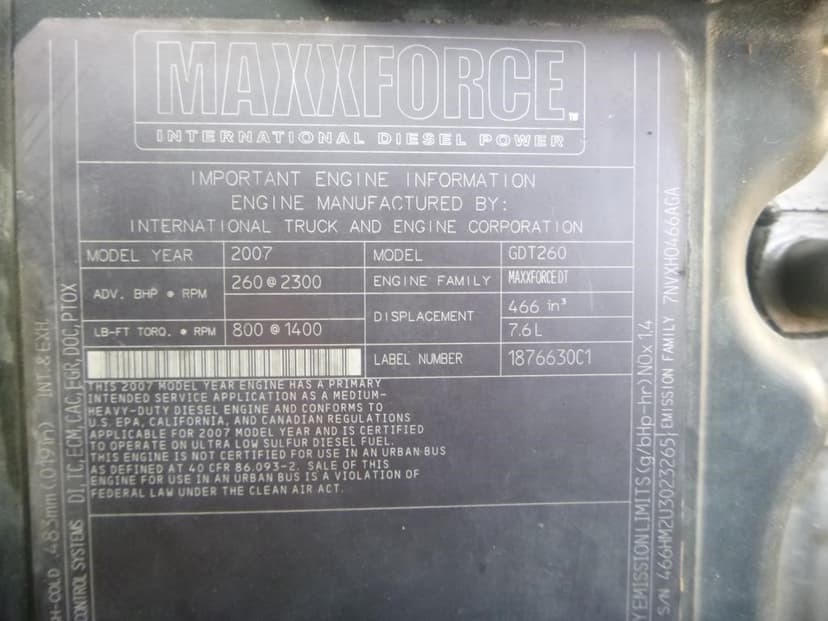 MAXXFORCE™
INTERNATIONAL DIESEL POWER
IMPORTANT ENGINE INFORMATION
ENGINE MANUFACTURED BY:
INTERNATIONAL TRUCK AND ENGINE CORPORATION
MODEL YEAR 2007 MODEL GDT260
ADV. BHP @ RPM 260 @ 2300 ENGINE FAMILY MAXXFORCE DT
DISPLACEMENT 466 in³
7.6 L
LB-FT TORQ. @ RPM 800 @ 1400
LABEL NUMBER 1876630C1
THIS 2007 MODEL YEAR ENGINE HAS A PRIMARY
INTENDED SERVICE APPLICATION AS A MEDIUM-
HEAVY-DUTY DIESEL ENGINE AND CONFORMS TO
U.S. EPA, CALIFORNIA, AND CANADIAN REGULATIONS
APPLICABLE FOR 2007 MODEL YEAR AND IS CERTIFIED
TO OPERATE ON ULTRA LOW SULFUR DIESEL FUEL.
THIS ENGINE IS NOT CERTIFIED FOR USE IN AN URBAN BUS
AS DEFINED AT 40 CFR 86.093-2. SALE OF THIS
ENGINE FOR USE IN AN URBAN BUS IS A VIOLATION OF
FEDERAL LAW UNDER THE CLEAN AIR ACT.
-COLD .483mm (.019in) INT. & EXH.
CONTROL SYSTEMS DI, TC, ECM, CAC, EGR, DOC, PTOX
Y EMISSION LIMITS (g/bHp-hr) NOx 1.4
S/N 466HM2U3023265 EMISSION FAMILY 7NVXH0466AGA